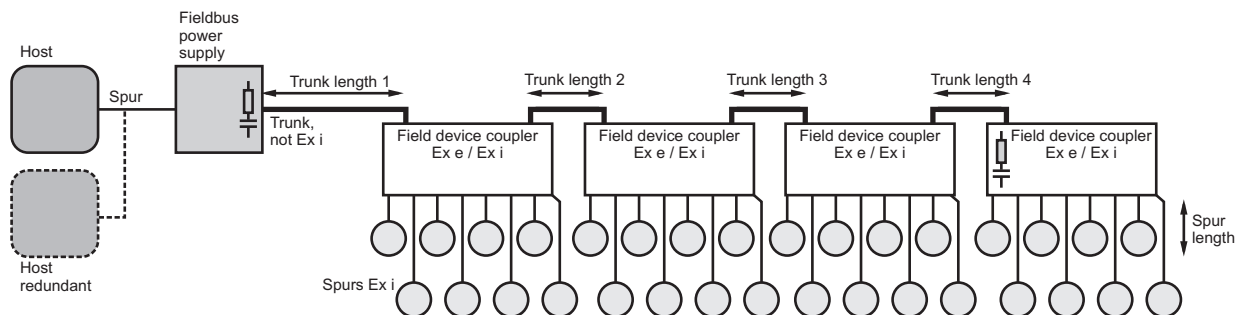 Host
Spur
Fieldbus
power
supply
Trunk length 1
Trunk,
not Ex i
Trunk length 2
Trunk length 3
Trunk length 4
Field device coupler
Ex e / Ex i
Field device coupler
Ex e / Ex i
Field device coupler
Ex e / Ex i
Field device coupler
Ex e / Ex i
Host
redundant
Spurs Ex i
Spur
length